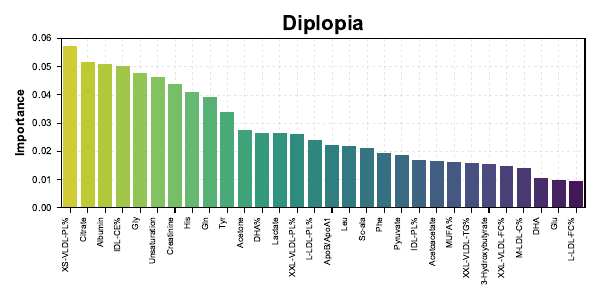 Diplopia
Importance
0.06
0.05
0.04
0.03
0.02
0.01
0.00
XS-VLDL-PL%
Citrate
Albumin
IDL-CE%
Gly
Unsaturation
Creatinine
His
Gln
Tyr
Acetone
DHA%
Lactate
XXL-VLDL-PL%
L-LDL-PL%
ApoB/ApoA1
Leu
Sc-ala
Phe
Pyruvate
IDL-PL%
Acetoacetate
MUFA%
XXL-VLDL-TG%
3-Hydroxybutyrate
XXL-VLDL-FC%
M-LDL-C%
DHA
Glu
L-LDL-FC%